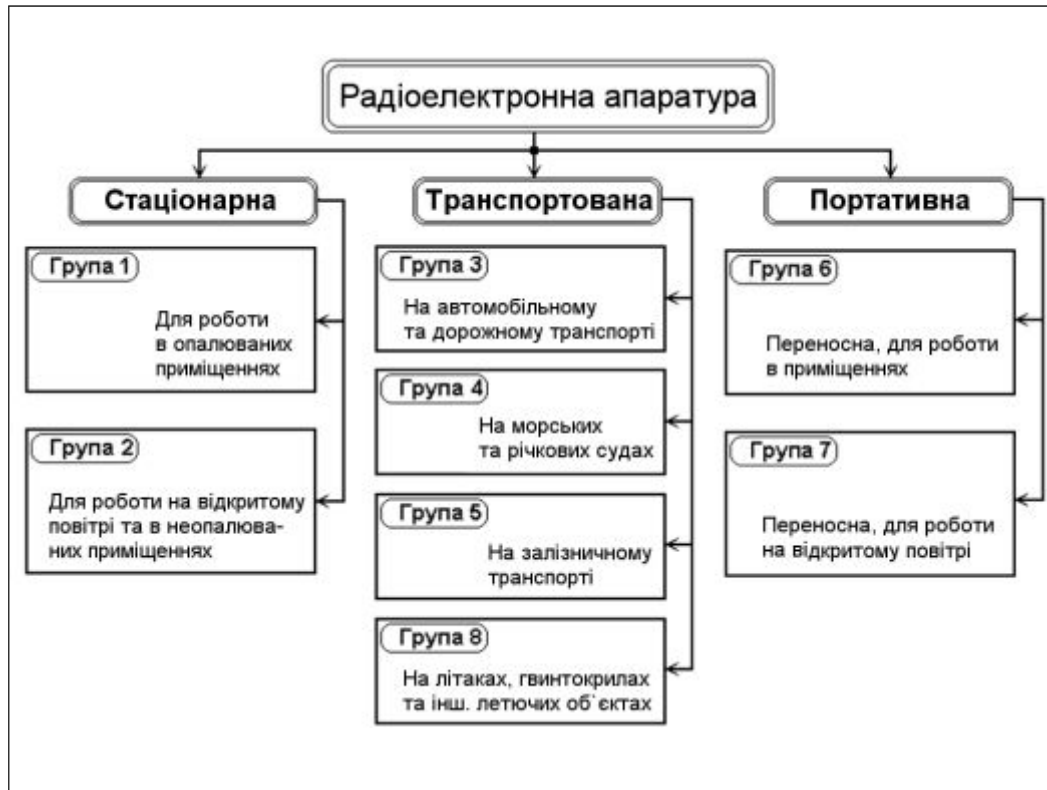 Радіоелектронна апаратура
Стаціонарна
Група 1
Для роботи
в опалюваних
приміщеннях
Група 2
Для роботи на відкритому
повітрі та в неопалюва-
них приміщеннях
Транспортована
Група 3
На автомобільному
та дорожному транспорті
Група 4
На морських
та річкових судах
Група 5
На залізничному
транспорті
Група 8
На літаках, гвинтокрилах
та інш. летючих об`єктах
Портативна
Група 6
Переносна, для роботи
в приміщеннях
Група 7
Переносна, для роботи
на відкритому повітрі